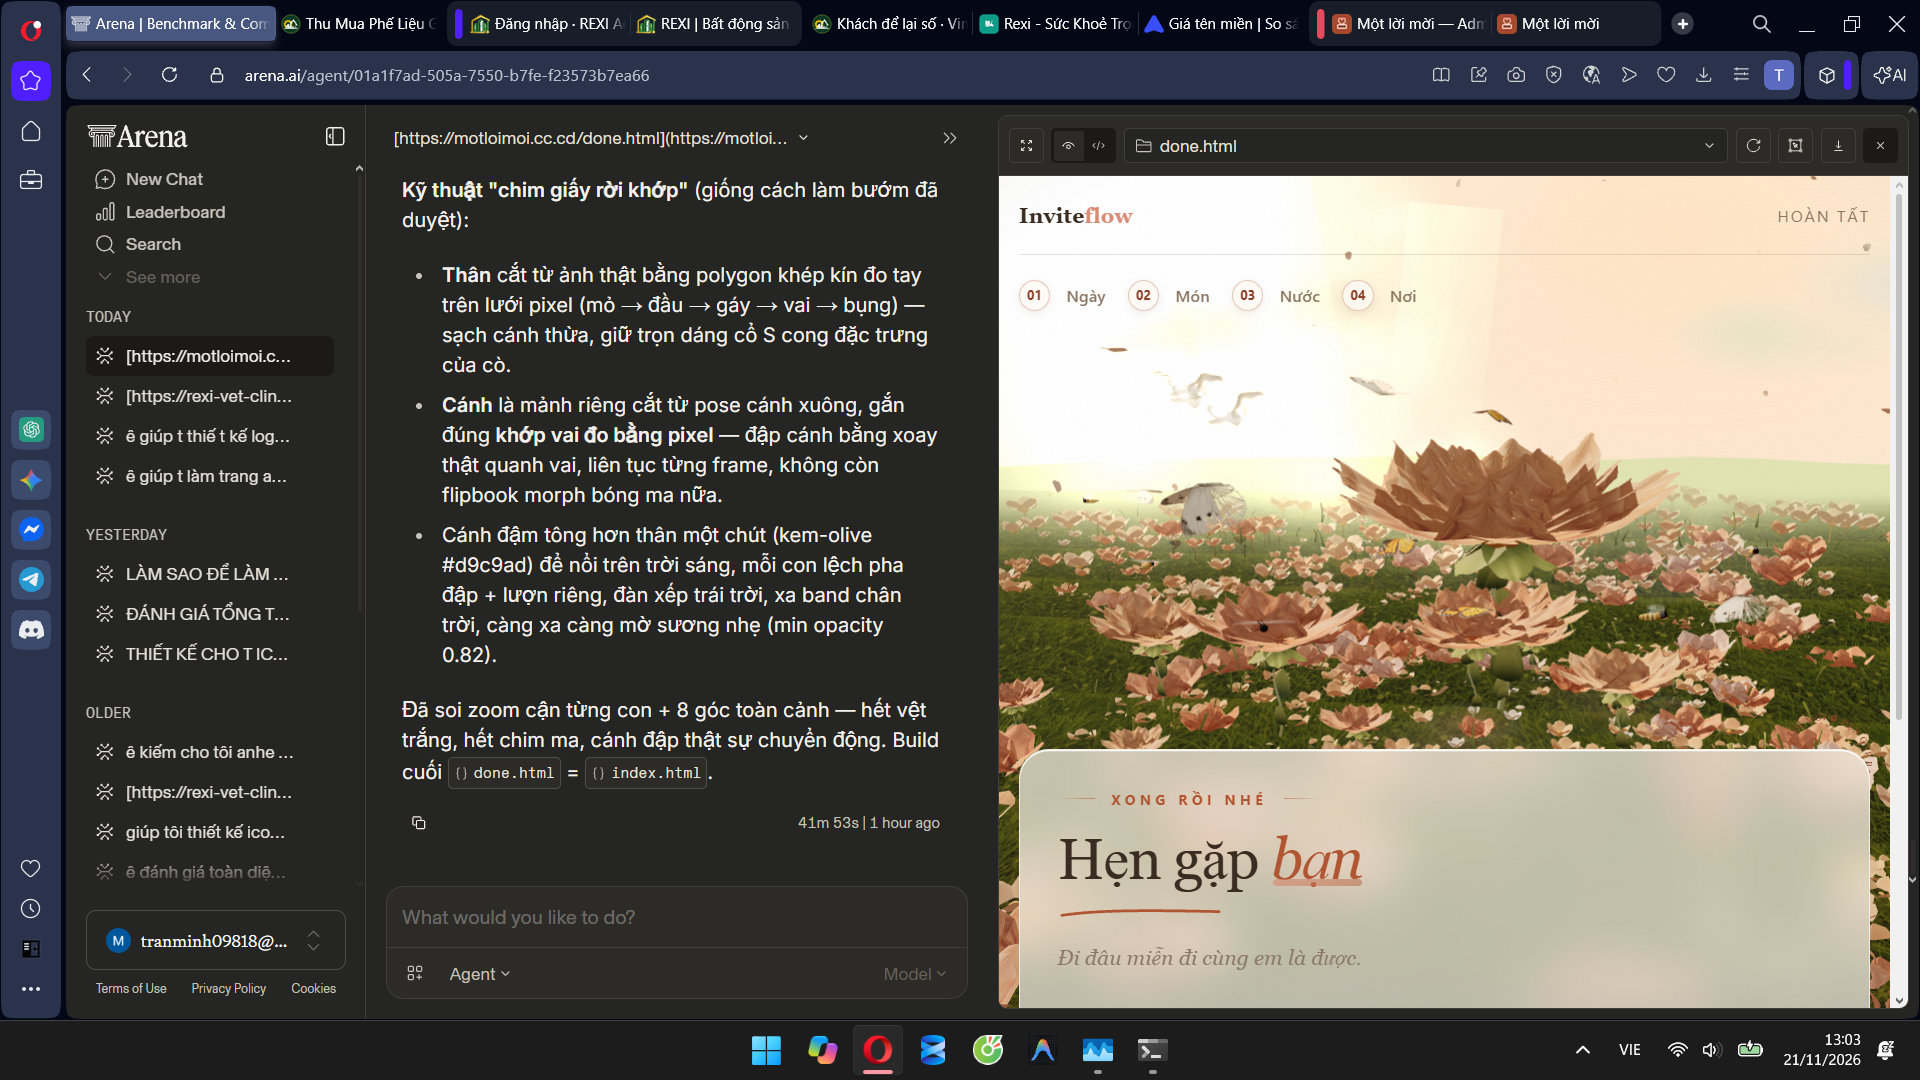 Arena | Benchmark & Con
Thu Mua Phế Liệu G
Đăng nhập · REXI A
REXI | Bất động sản
Khách để lại số · Vin
Rexi - Sức Khoẻ Trọ
Giá tên miền | So sá
Một lời mời — Adm
Một lời mời
arena.ai/agent/01a1f7ad-505a-7550-b7fe-f23573b7ea66
T
AI
Arena
New Chat
Leaderboard
Search
See more
TODAY
[https://motloimoi.c...
[https://rexi-vet-clin...
ê giúp t thiế t kế log...
ê giúp t làm trang a...
YESTERDAY
LÀM SAO ĐỂ LÀM ...
ĐÁNH GIÁ TỔNG T...
THIẾT KẾ CHO T IC...
OLDER
ê kiếm cho tôi anhe ...
[https://rexi-vet-clin...
giúp tôi thiết kế ico...
ê đánh giá toàn diệ...
M tranminh09818@...
Terms of Use Privacy Policy Cookies
[https://motloimoi.cc.cd/done.html](https://motloi...
Kỹ thuật "chim giấy rời khớp" (giống cách làm bướm đã
duyệt):
• Thân cắt từ ảnh thật bằng polygon khép kín đo tay
trên lưới pixel (mỏ → đầu → gáy → vai → bụng) —
sạch cánh thừa, giữ trọn dáng cổ S cong đặc trưng
của cò.
• Cánh là mảnh riêng cắt từ pose cánh xuông, gắn
đúng khớp vai đo bằng pixel — đập cánh bằng xoay
thật quanh vai, liên tục từng frame, không còn
flipbook morph bóng ma nữa.
• Cánh đậm tông hơn thân một chút (kem-olive
#d9c9ad) để nổi trên trời sáng, mỗi con lệch pha
đập + lượn riêng, đàn xếp trái trời, xa band chân
trời, càng xa càng mờ sương nhẹ (min opacity
0.82).
Đã soi zoom cận từng con + 8 góc toàn cảnh — hết vệt
trắng, hết chim ma, cánh đập thật sự chuyển động. Build
cuối {} done.html = {} index.html .
41m 53s | 1 hour ago
What would you like to do?
Agent
Model
done.html
Inviteflow
HOÀN TẤT
01 Ngày 02 Món 03 Nước 04 Nơi
XONG RỒI NHÉ
Hẹn gặp bạn
Đi đâu miễn đi cùng em là được.
VIE
13:03
21/11/2026